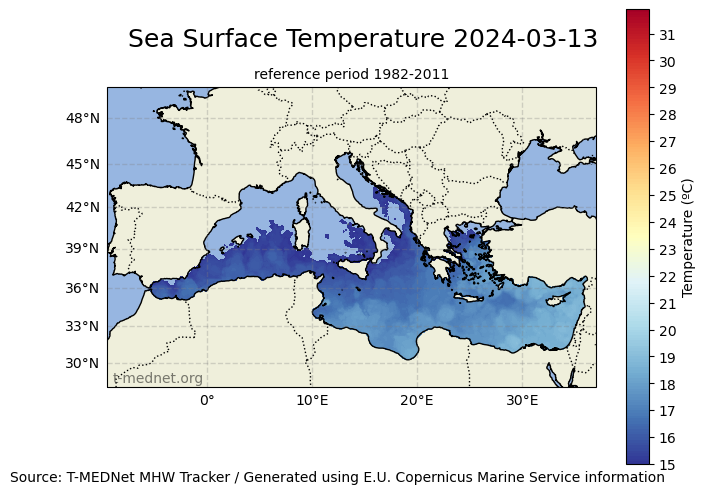 Sea Surface Temperature 2024-03-13
reference period 1982-2011
48°N
45°N
42°N
39°N
36°N
33°N
30°N
0°
10°E
20°E
30°E
t-mednet.org
31
30
29
28
27
26
25
24
23
22
21
20
19
18
17
16
15
Temperature (ºC)
Source: T-MEDNet MHW Tracker / Generated using E.U. Copernicus Marine Service information